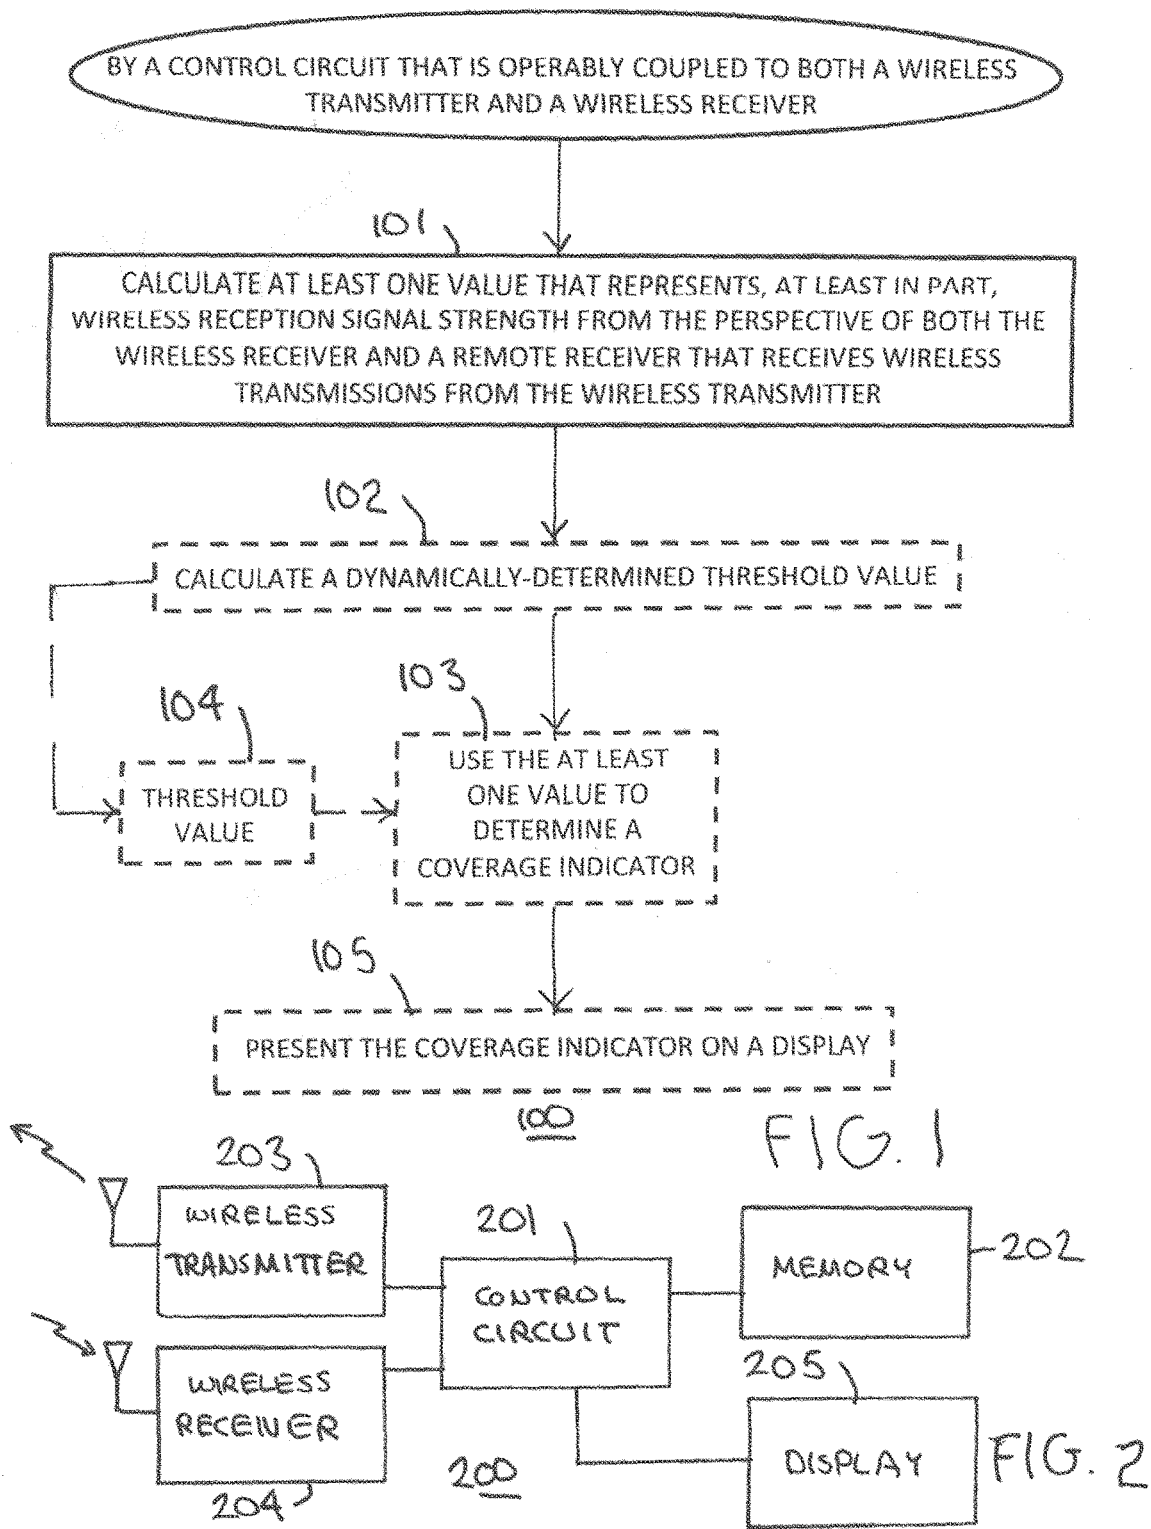 BY A CONTROL CIRCUIT THAT IS OPERABLY COUPLED TO BOTH A WIRELESS
TRANSMITTER AND A WIRELESS RECEIVER
101
CALCULATE AT LEAST ONE VALUE THAT REPRESENTS, AT LEAST IN PART,
WIRELESS RECEPTION SIGNAL STRENGTH FROM THE PERSPECTIVE OF BOTH THE
WIRELESS RECEIVER AND A REMOTE RECEIVER THAT RECEIVES WIRELESS
TRANSMISSIONS FROM THE WIRELESS TRANSMITTER
102
CALCULATE A DYNAMICALLY-DETERMINED THRESHOLD VALUE
103
104
USE THE AT LEAST
ONE VALUE TO
DETERMINE A
COVERAGE INDICATOR
THRESHOLD
VALUE
105
PRESENT THE COVERAGE INDICATOR ON A DISPLAY
100
FIG. 1
203
WIRELESS
TRANSMITTER
201
CONTROL
CIRCUIT
MEMORY
202
WIRELESS
RECEIVER
204
205
DISPLAY
200
FIG. 2